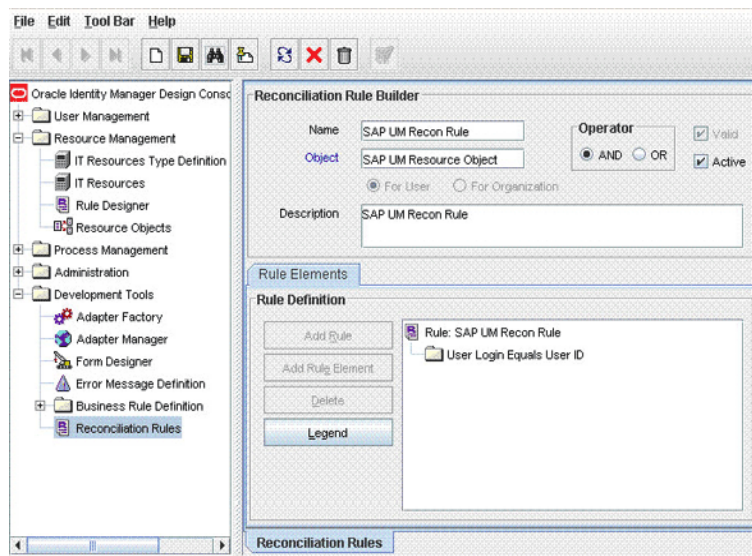 File Edit Tool Bar Help
Oracle Identity Manager Design Consc
User Management
Resource Management
IT Resources Type Definition
IT Resources
Rule Designer
Resource Objects
Process Management
Administration
Development Tools
Adapter Factory
Adapter Manager
Form Designer
Error Message Definition
Business Rule Definition
Reconciliation Rules
Reconciliation Rule Builder
Name SAP UM Recon Rule
Operator
Valid
Object SAP UM Resource Object
AND OR
Active
For User For Organization
Description SAP UM Recon Rule
Rule Elements
Rule Definition
Add Rule
Add Rule Element
Delete
Legend
Rule: SAP UM Recon Rule
User Login Equals User ID
Reconciliation Rules